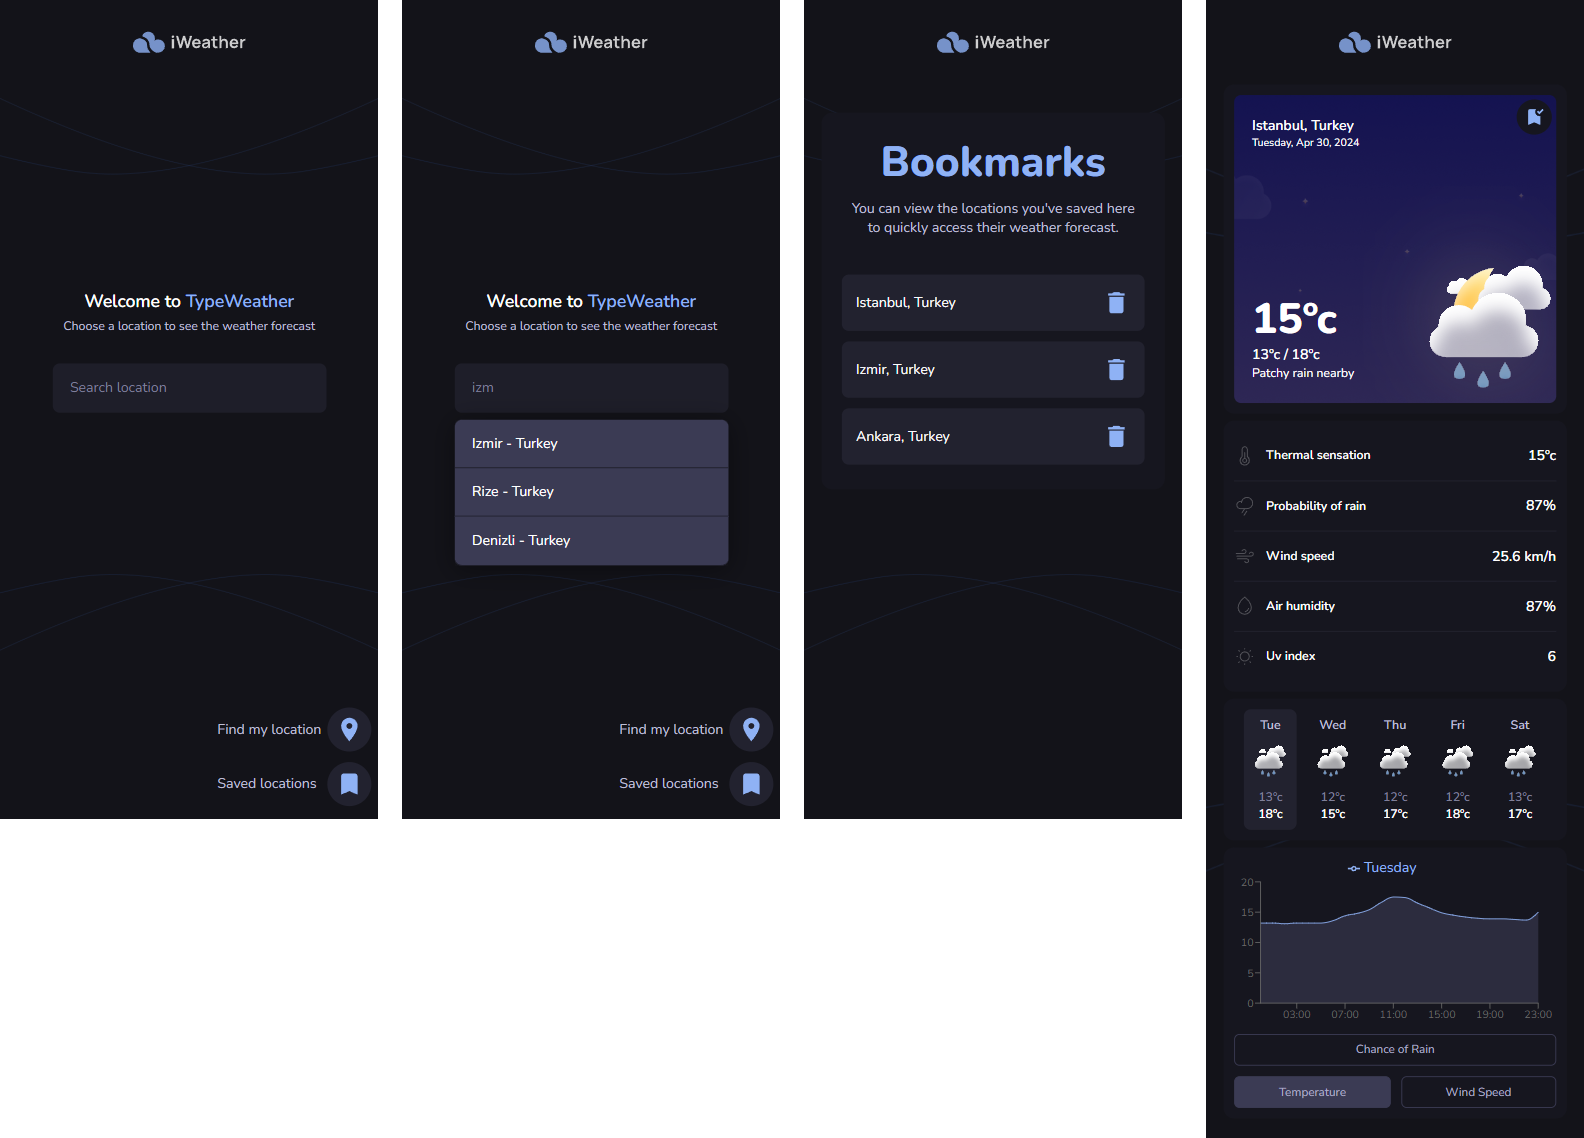 iWeather
Welcome to TypeWeather
Choose a location to see the weather forecast
Search location
Find my location
Saved locations
iWeather
Welcome to TypeWeather
Choose a location to see the weather forecast
izm
Izmir - Turkey
Rize - Turkey
Denizli - Turkey
Find my location
Saved locations
iWeather
Bookmarks
You can view the locations you've saved here
to quickly access their weather forecast.
Istanbul, Turkey
Izmir, Turkey
Ankara, Turkey
iWeather
Istanbul, Turkey
Tuesday, Apr 30, 2024
15ºc
13ºc / 18ºc
Patchy rain nearby
Thermal sensation 15ºc
Probability of rain 87%
Wind speed 25.6 km/h
Air humidity 87%
Uv index 6
Tue Wed Thu Fri Sat
13ºc 12ºc 12ºc 12ºc 13ºc
18ºc 15ºc 17ºc 18ºc 17ºc
Tuesday
20
15
10
5
0
03:00 07:00 11:00 15:00 19:00 23:00
Chance of Rain
Temperature Wind Speed